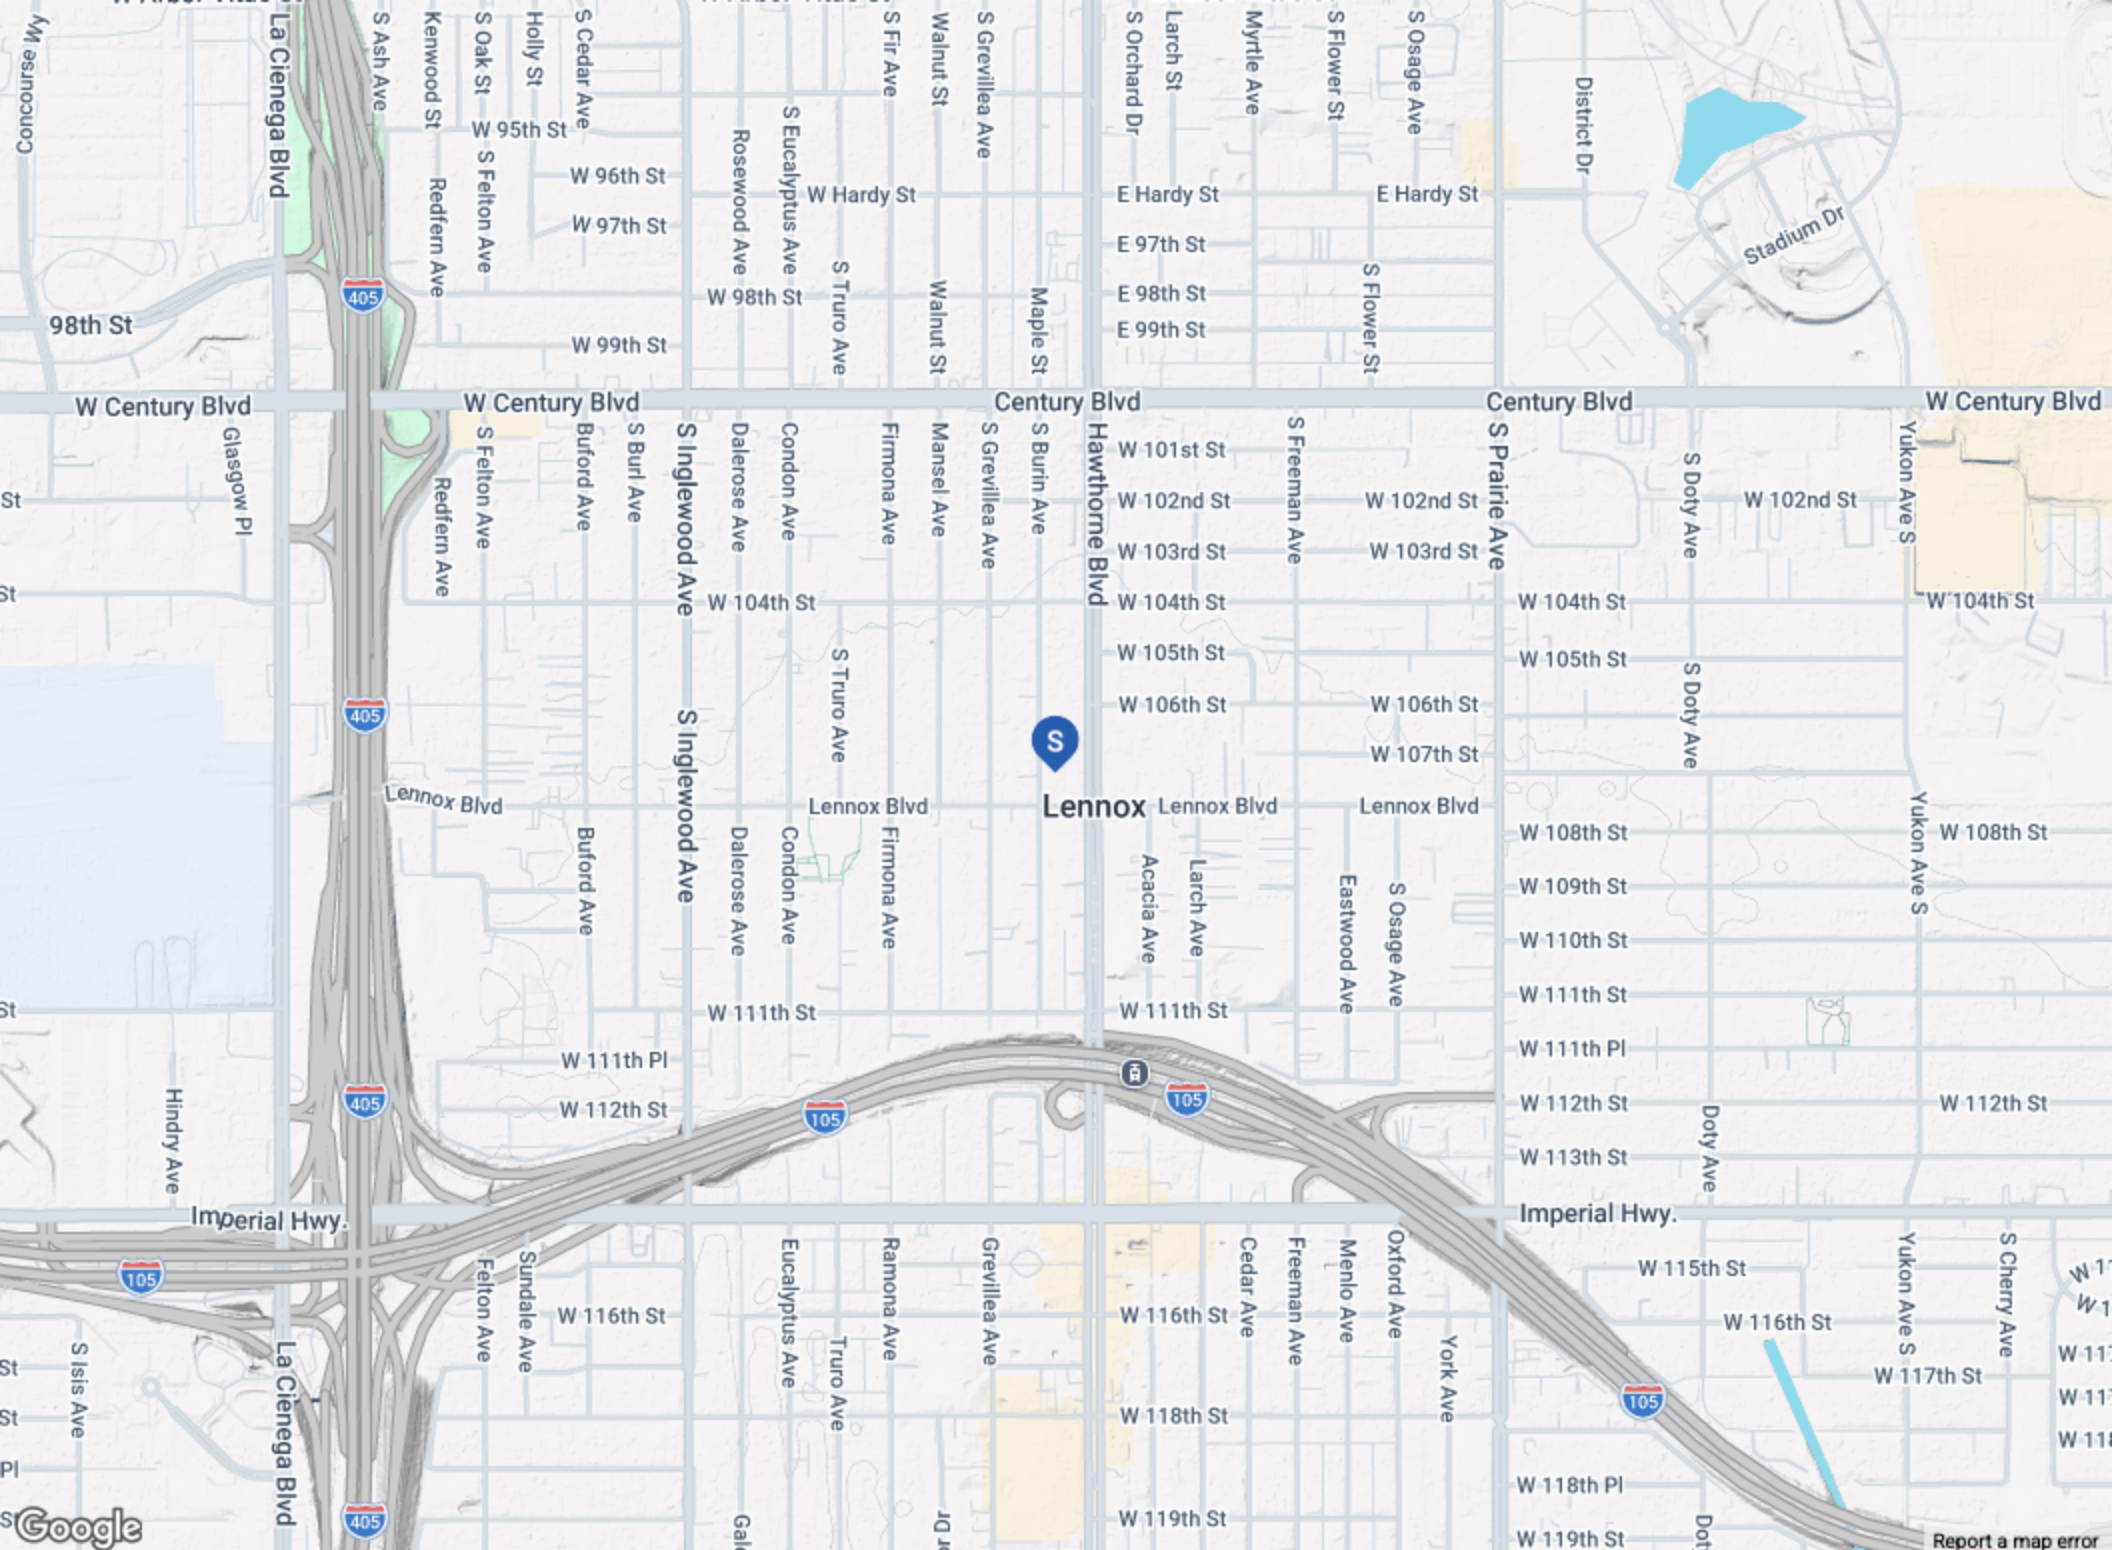 La Cienega Blvd
S Ash Ave
Kenwood St
S Oak St
Holly St
S Cedar Ave
S Fir Ave
Walnut St
S Grevillea Ave
S Orchard Dr
Larch St
Myrtle Ave
S Flower St
S Osage Ave
Concourse Wy
District Dr
W 95th St
S Eucalyptus Ave
Rosewood Ave
S Felton Ave
W 96th St
Redfern Ave
W Hardy St
E Hardy St
E Hardy St
W 97th St
Stadium Dr
E 97th St
S Truro Ave
S Flower St
405
W 98th St
Walnut St
Maple St
E 98th St
98th St
E 99th St
W 99th St
W Century Blvd
W Century Blvd
Century Blvd
Century Blvd
W Century Blvd
Glasgow Pl
S Felton Ave
Buford Ave
S Burl Ave
S Inglewood Ave
Dalerose Ave
Condon Ave
Firmona Ave
Mansel Ave
S Grevillea Ave
S Burin Ave
Hawthorne Blvd
W 101st St
S Freeman Ave
S Prairie Ave
Yukon Ave S
S Doty Ave
Redfern Ave
St
W 102nd St
W 102nd St
W 102nd St
W 103rd St
W 103rd St
St
W 104th St
W 104th St
W 104th St
W 104th St
S Truro Ave
W 105th St
W 105th St
S Doty Ave
405
S Inglewood Ave
W 106th St
W 106th St
S
W 107th St
Lennox Blvd
Lennox Blvd
Lennox
Lennox Blvd
Lennox Blvd
Yukon Ave S
Buford Ave
Dalerose Ave
Condon Ave
Firmona Ave
W 108th St
W 108th St
Acacia Ave
Larch Ave
Eastwood Ave
S Osage Ave
W 109th St
W 110th St
W 111th St
St
W 111th St
W 111th St
W 111th Pl
W 111th Pl
405
105
105
Hindry Ave
W 112th St
W 112th St
W 112th St
Doty Ave
W 113th St
Imperial Hwy.
Imperial Hwy.
105
Felton Ave
Sundale Ave
Eucalyptus Ave
Ramona Ave
Grevillea Ave
Cedar Ave
Freeman Ave
Menlo Ave
Oxford Ave
W 115th St
Yukon Ave S
S Cherry Ave
W 116th St
W 116th St
W 116th St
S Isis Ave
La Cienega Blvd
Truro Ave
York Ave
St
W 117th St
105
St
W 118th St
Pl
W 118th Pl
W 119th St
W 119th St
405
Google
Report a map error